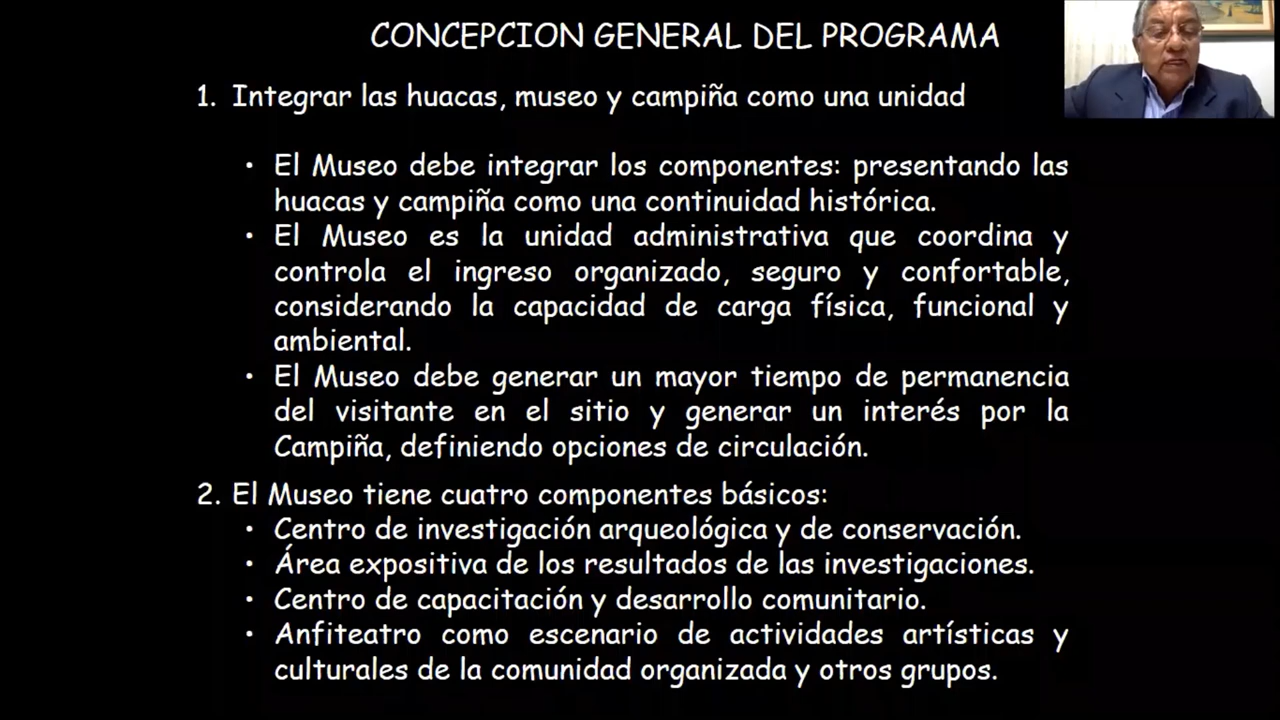 CONCEPCION GENERAL DEL PROGRAMA
1. Integrar las huacas, museo y campiña como una unidad
• El Museo debe integrar los componentes: presentando las
huacas y campiña como una continuidad histórica.
• El Museo es la unidad administrativa que coordina y
controla el ingreso organizado, seguro y confortable,
considerando la capacidad de carga física, funcional y
ambiental.
• El Museo debe generar un mayor tiempo de permanencia
del visitante en el sitio y generar un interés por la
Campiña, definiendo opciones de circulación.
2. El Museo tiene cuatro componentes básicos:
• Centro de investigación arqueológica y de conservación.
• Área expositiva de los resultados de las investigaciones.
• Centro de capacitación y desarrollo comunitario.
• Anfiteatro como escenario de actividades artísticas y
culturales de la comunidad organizada y otros grupos.